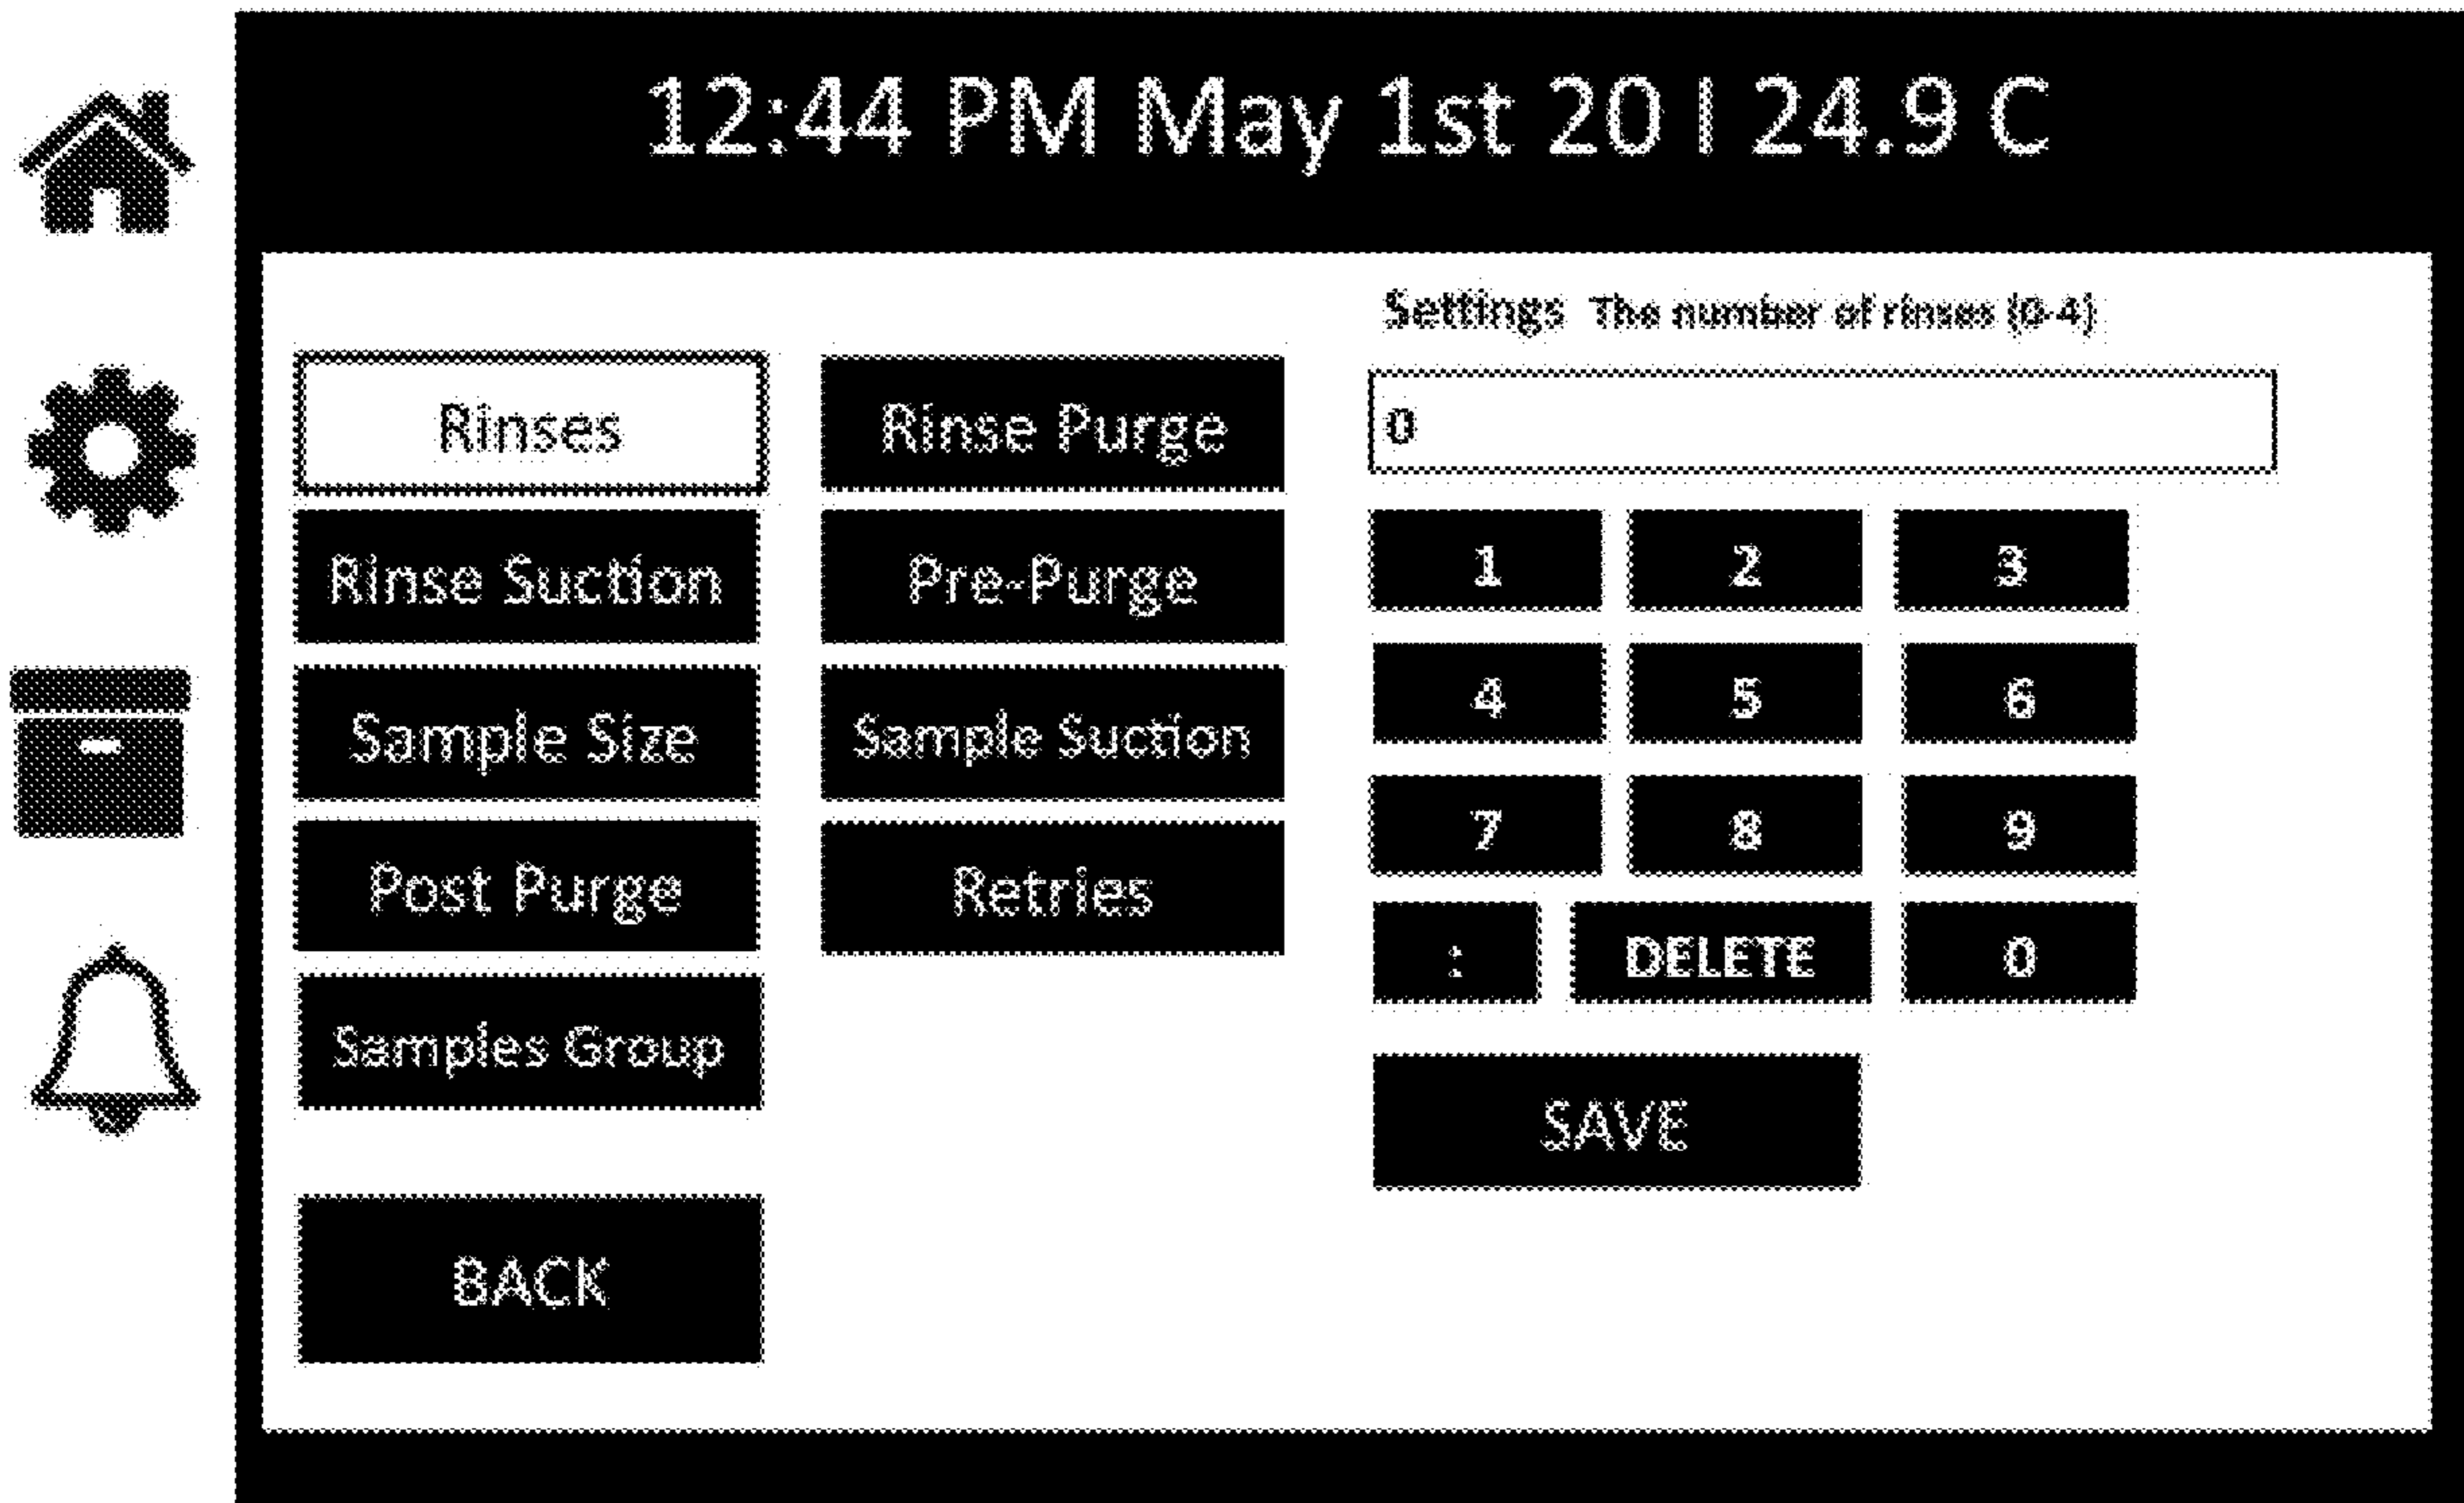 12:44 PM May 1st 20 | 24.9 C
Settings The number of rinses (0-4)
Rinses
Rinse Purge
0
Rinse Suction
Pre-Purge
1 2 3
Sample Size
Sample Suction
4 5 6
Post Purge
Retries
7 8 9
: DELETE 0
Samples Group
SAVE
BACK